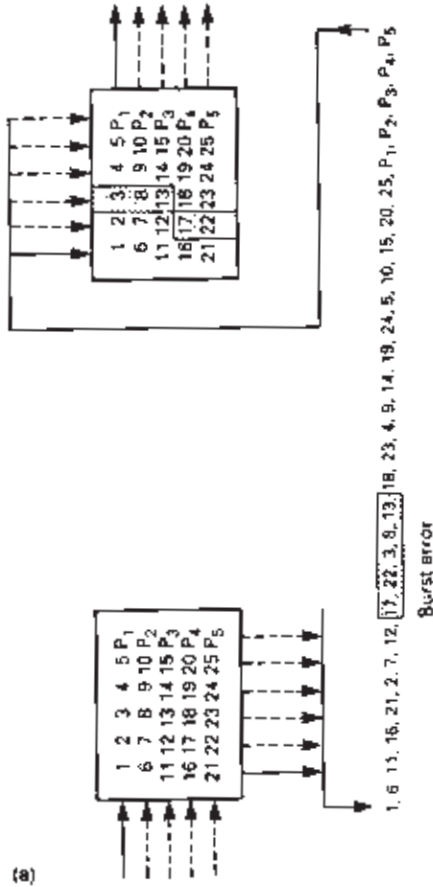 (a)
1 2 3 4 5 P1
6 7 8 9 10 P2
11 12 13 14 15 P3
16 17 18 19 20 P4
21 22 23 24 25 P5
1 2 3 4 5 P1
6 7 8 9 10 P2
11 12 13 14 15 P3
16 17 18 19 20 P4
21 22 23 24 25 P5
1, 6 11, 16, 21, 2, 7, 12, 17, 22, 3, 8, 13, 18, 23, 4, 9, 14, 19, 24, 5, 10, 15, 20, 25, P1, P2, P3, P4, P5
Burst error